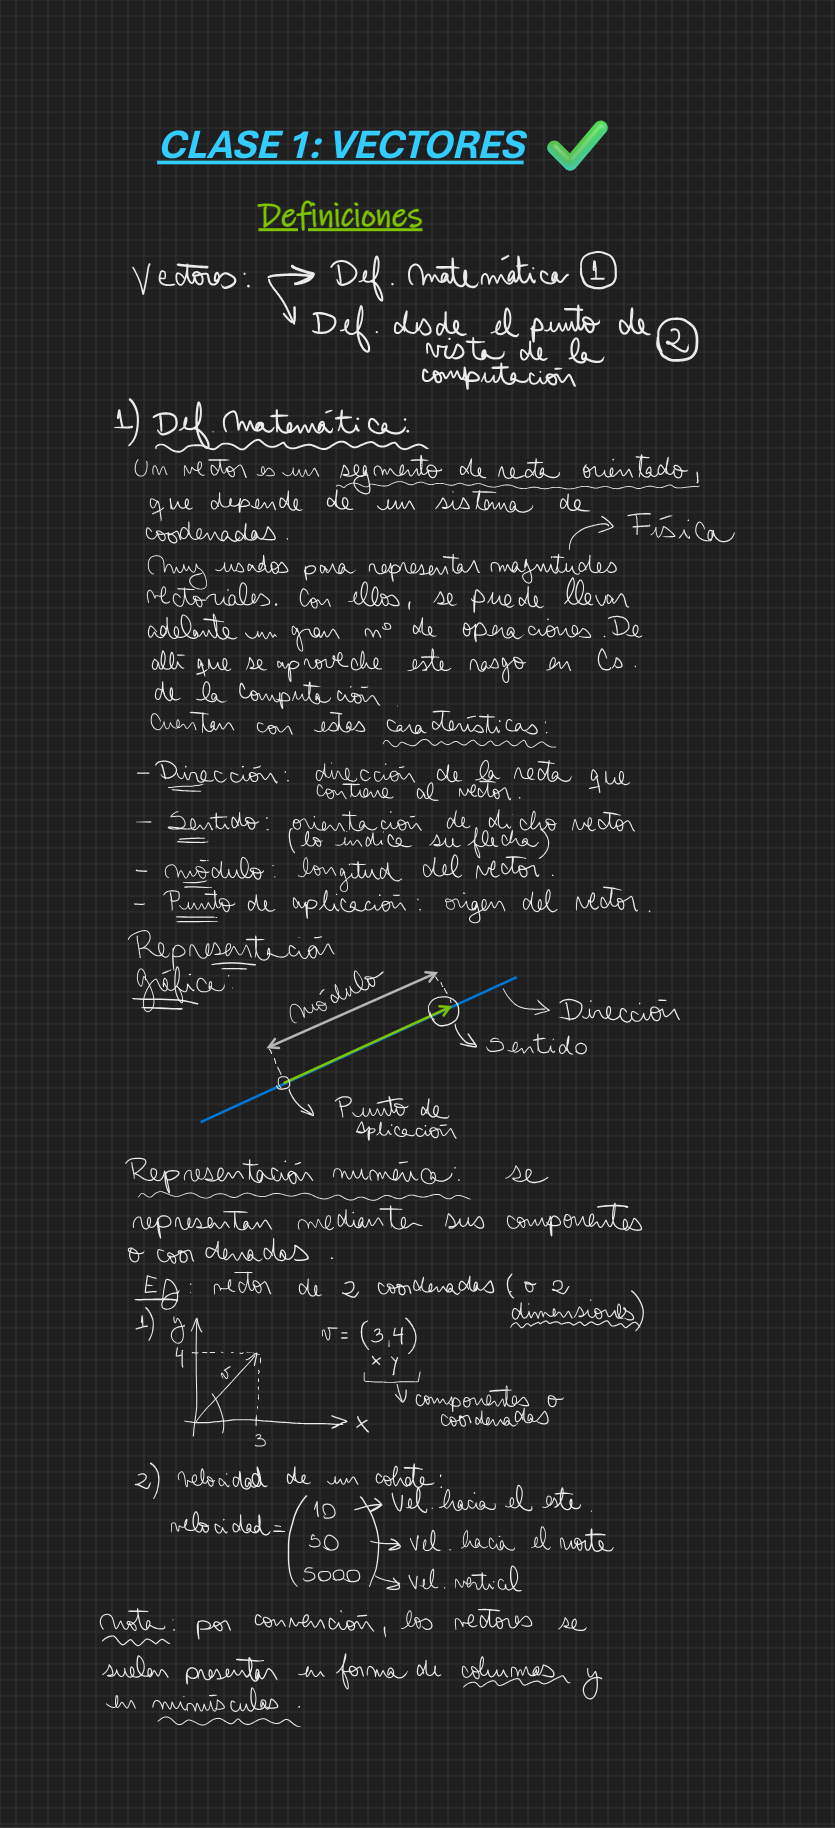 CLASE 1: VECTORES
Definiciones
Vectores: Def. matemática 1
Def. desde el punto de 2
vista de la
computación
1) Def. matemática:
Un vector es un segmento de recta orientado,
que depende de un sistema de
coordenadas.
Física
Muy usados para representar magnitudes
vectoriales. Con ellos, se puede llevar
adelante un gran nº de operaciones. De
allí que se aproveche este rasgo en Cs.
de la Computación.
Cuentan con estas características:
- Dirección: dirección de la recta que
contiene al vector.
- Sentido: orientación de dicho vector
(lo indica su flecha)
- módulo: longitud del vector.
- Punto de aplicación: origen del vector.
Representación
gráfica:
módulo
Dirección
Sentido
Punto de
aplicación
Representación numérica: se
representan mediante sus componentes
o coordenadas.
Ej: vector de 2 coordenadas (o 2
dimensiones)
1) y
v = (3,4)
4
x y
v
componentes o
coordenadas
x
3
2) velocidad de un cohete:
10 → Vel. hacia el este.
velocidad =
50 → vel. hacia el norte
5000 → vel. vertical
Nota: por convención, los vectores se
suelen presentar en forma de columnas y
en minúsculas.